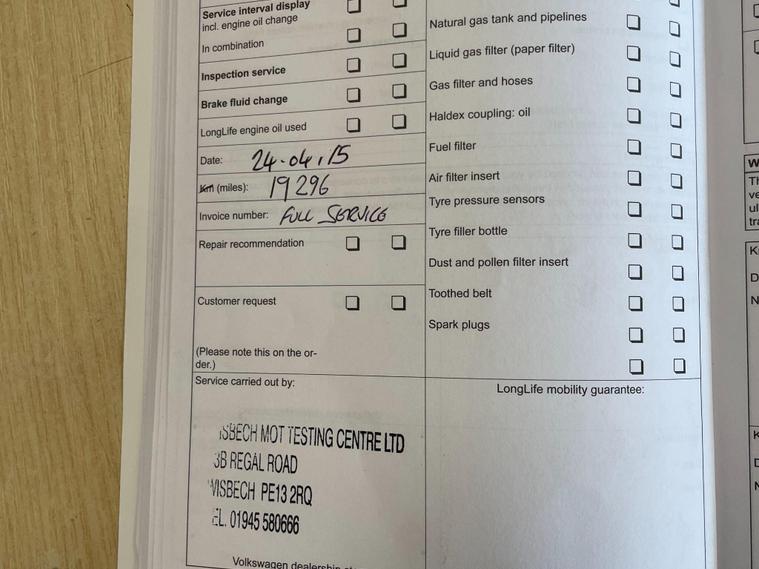 Service interval display
incl. engine oil change
In combination
Inspection service
Brake fluid change
LongLife engine oil used
Date: 24-04,15
Km (miles): 19296
Invoice number: FULL SERVICE
Repair recommendation
Customer request
(Please note this on the or-
der.)
Service carried out by:
ISBECH MOT TESTING CENTRE LTD
3B REGAL ROAD
WISBECH PE13 2RQ
EL. 01945 580666
Volkswagen dealership
Natural gas tank and pipelines
Liquid gas filter (paper filter)
Gas filter and hoses
Haldex coupling: oil
Fuel filter
Air filter insert
Tyre pressure sensors
Tyre filler bottle
Dust and pollen filter insert
Toothed belt
Spark plugs
LongLife mobility guarantee: